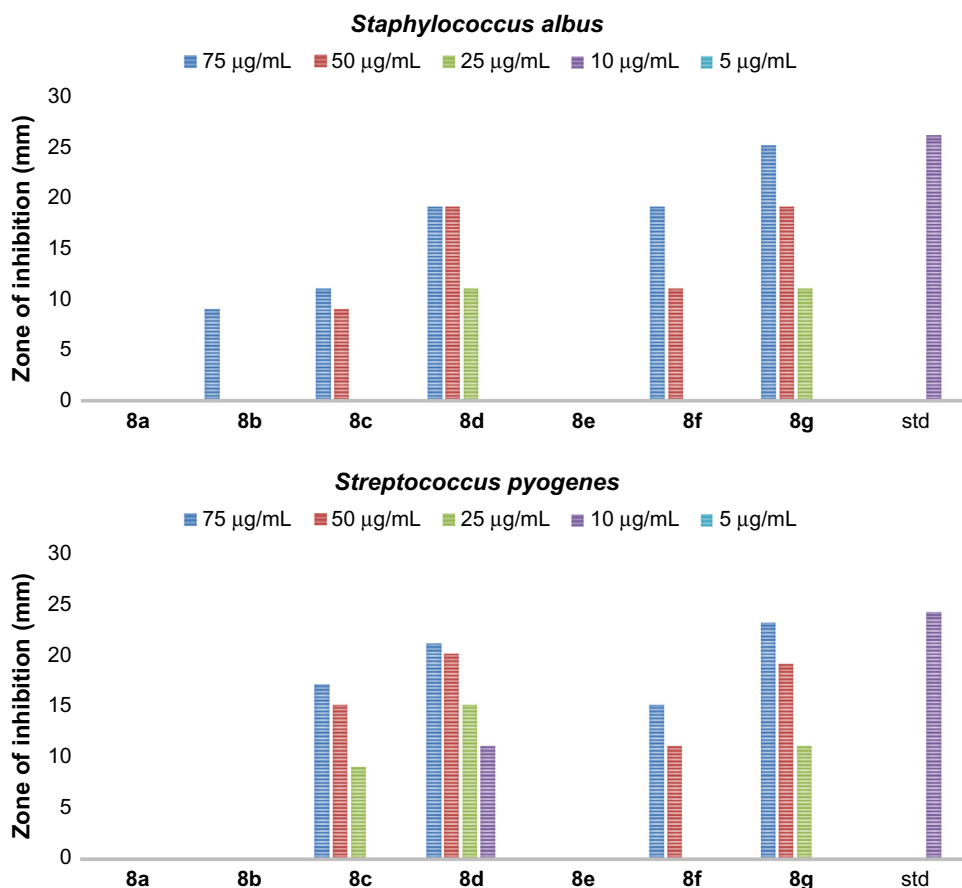 Staphylococcus albus
75 μg/mL 50 μg/mL 25 μg/mL 10 μg/mL 5 μg/mL
Zone of inhibition (mm)
30
25
20
15
10
5
0
8a 8b 8c 8d 8e 8f 8g std
Streptococcus pyogenes
75 μg/mL 50 μg/mL 25 μg/mL 10 μg/mL 5 μg/mL
Zone of inhibition (mm)
30
25
20
15
10
5
0
8a 8b 8c 8d 8e 8f 8g std